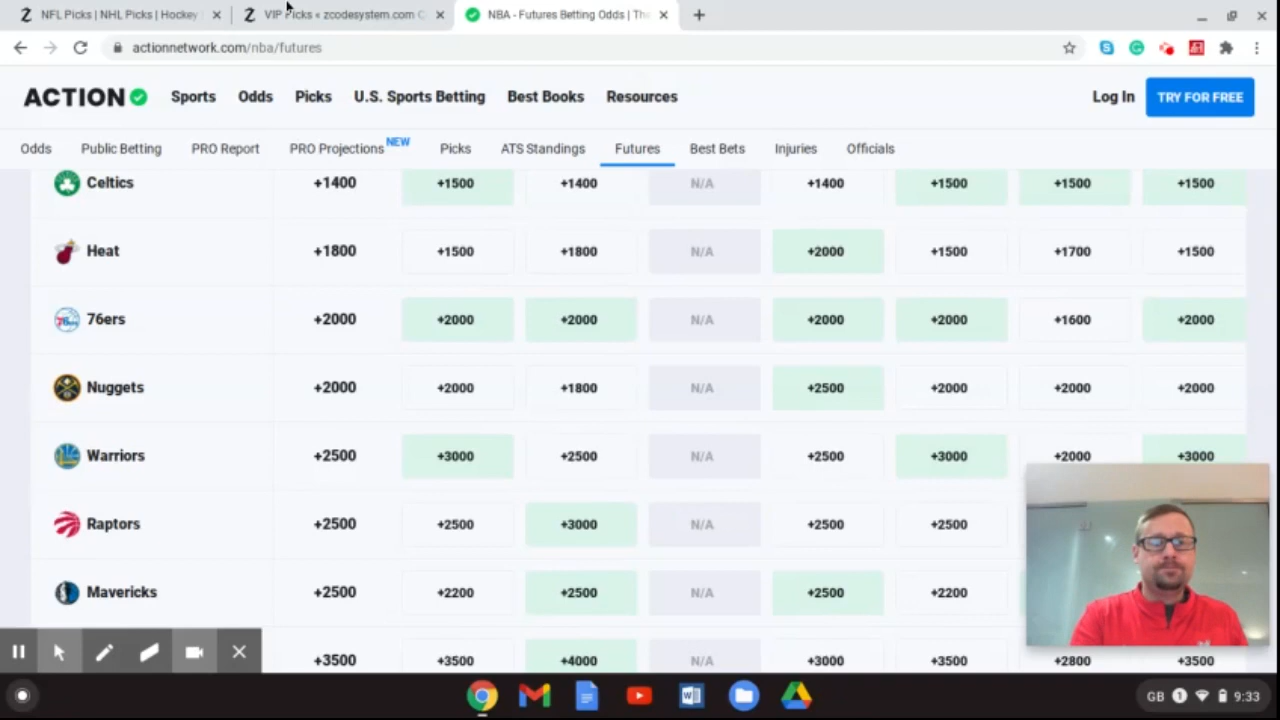 NFL Picks | NHL Picks | Hockey
VIP Picks « zcodesystem.com
NBA - Futures Betting Odds | The
actionnetwork.com/nba/futures
ACTION Sports Odds Picks U.S. Sports Betting Best Books Resources Log In TRY FOR FREE
Odds Public Betting PRO Report PRO Projections NEW Picks ATS Standings Futures Best Bets Injuries Officials
Celtics +1400 +1500 +1400 N/A +1400 +1500 +1500 +1500
Heat +1800 +1500 +1800 N/A +2000 +1500 +1700 +1500
76ers +2000 +2000 +2000 N/A +2000 +2000 +1600 +2000
Nuggets +2000 +2000 +1800 N/A +2500 +2000 +2000 +2000
Warriors +2500 +3000 +2500 N/A +2500 +3000 +2000 +3000
Raptors +2500 +2500 +3000 N/A +2500 +2500
Mavericks +2500 +2200 +2500 N/A +2500 +2200
+3500 +3500 +4000 N/A +3000 +3500 +2800 +3500
GB 1 9:33